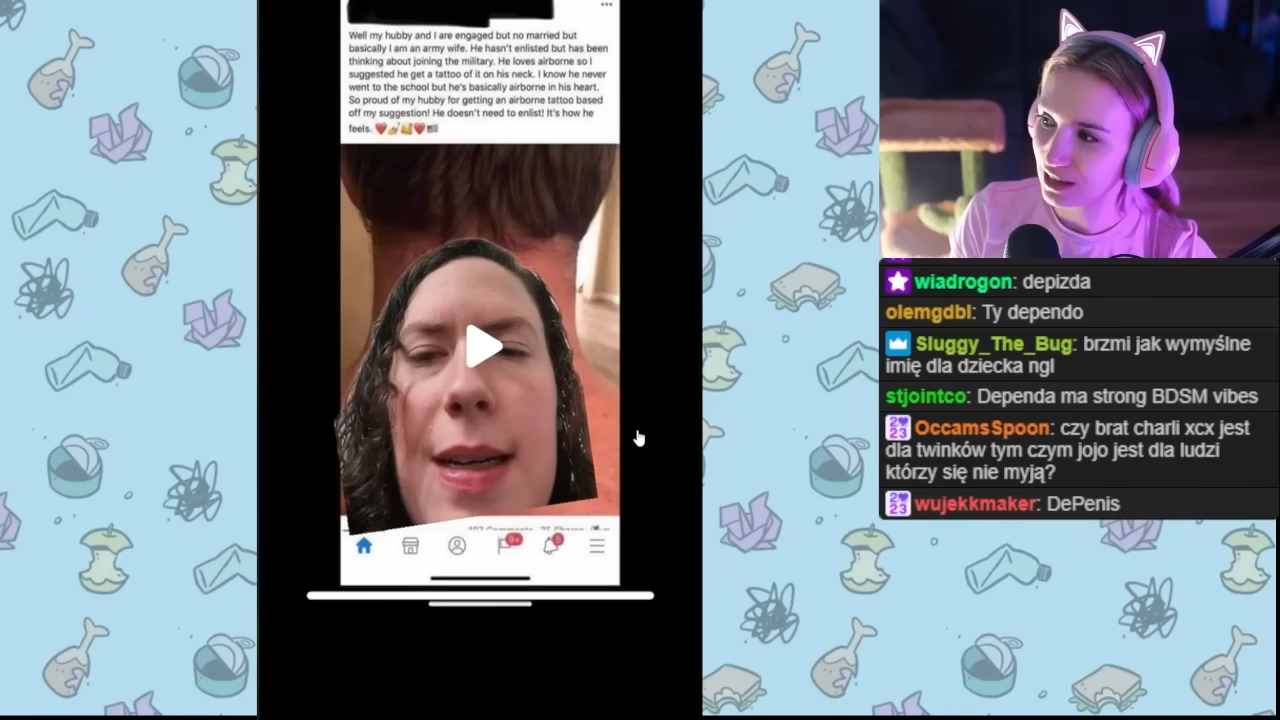 Well my hubby and I are engaged but no married but
basically I am an army wife. He hasn't enlisted but has been
thinking about joining the military. He loves airborne so I
suggested he get a tattoo of it on his neck. I know he never
went to the school but he's basically airborne in his heart.
So proud of my hubby for getting an airborne tattoo based
off my suggestion! He doesn't need to enlist! It's how he
feels. ❤️💅🥰❤️🇺🇸
9+
wiadrogon: depizda
olemgdbl: Ty dependo
Sluggy_The_Bug: brzmi jak wymyślne
imię dla dziecka ngl
stjointco: Dependa ma strong BDSM vibes
2023 OccamsSpoon: czy brat charli xcx jest
dla twinków tym czym jojo jest dla ludzi
którzy się nie myją?
2023 wujekkmaker: DePenis